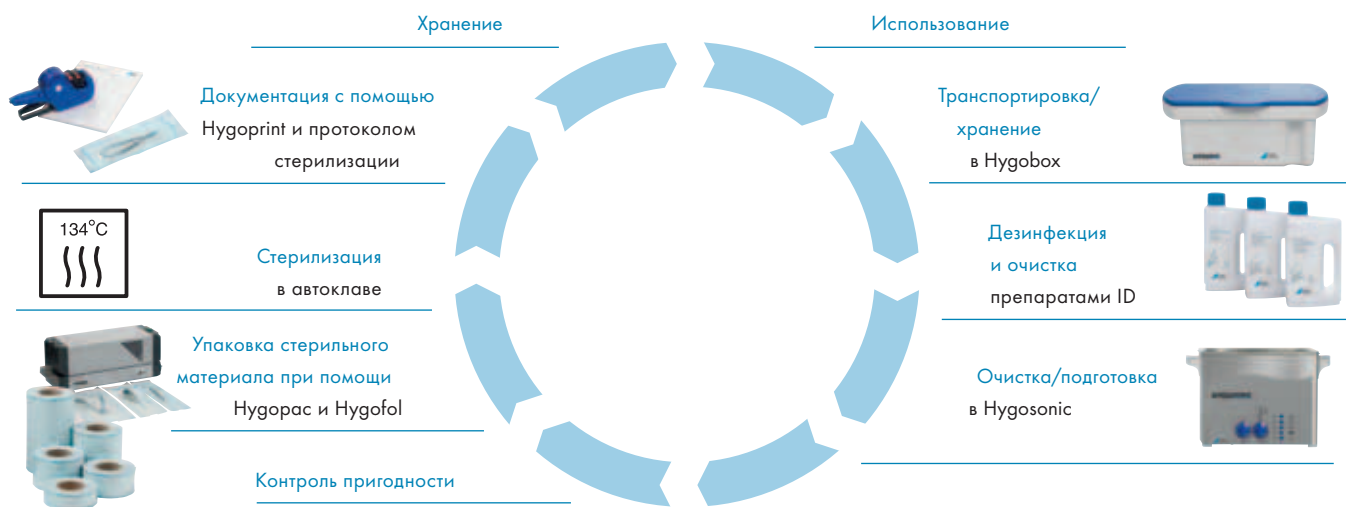 Хранение
Использование
Документация с помощью
Hygoprint и протоколом
стерилизации
Транспортировка/
хранение
в Hygobox
134°C
Стерилизация
в автоклаве
Дезинфекция
и очистка
препаратами ID
Упаковка стерильного
материала при помощи
Hygopac и Hygofol
Очистка/подготовка
в Hygosonic
Контроль пригодности